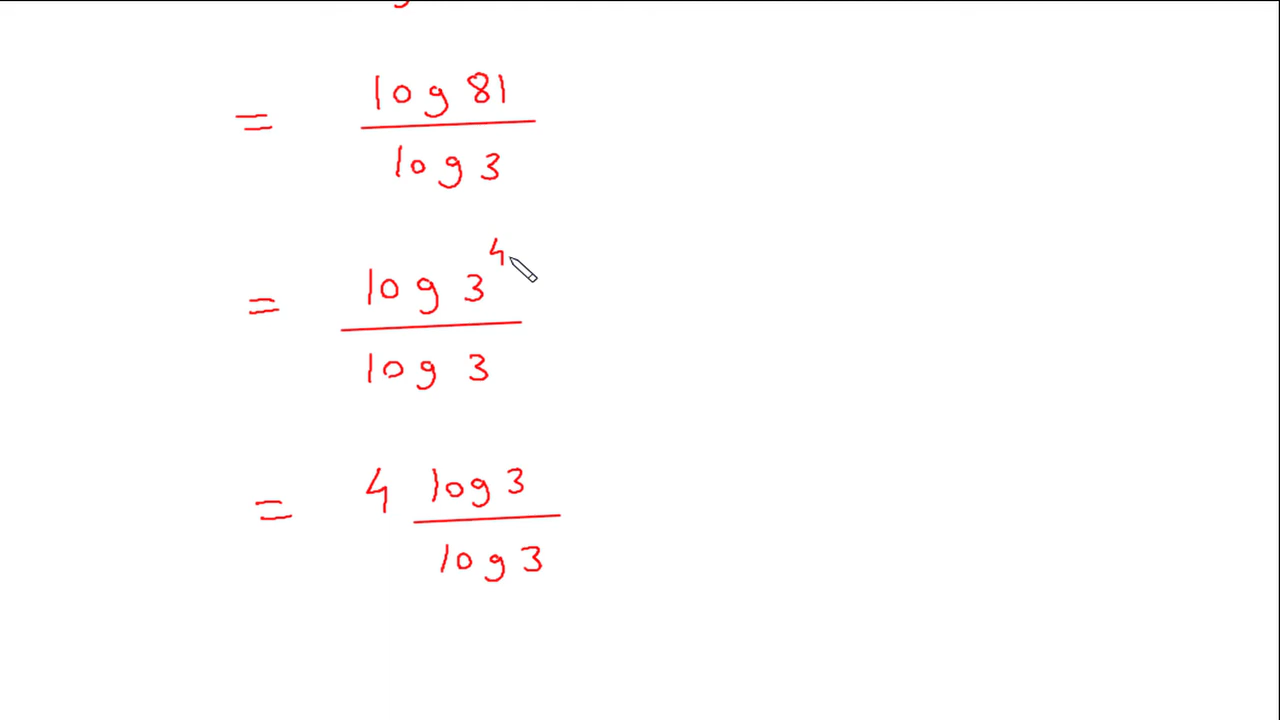 = log 81
log 3
= log 3⁴
log 3
= 4 log 3
log 3